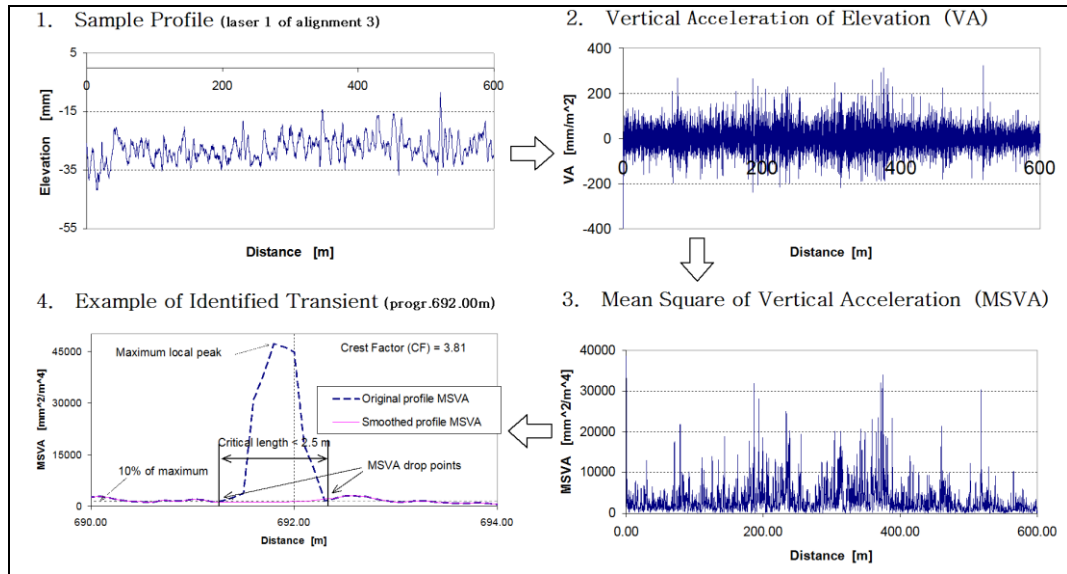 1. Sample Profile (laser 1 of alignment 3)
5
0 200 400 600
-15
-35
-55
Elevation [mm]
Distance [m]
2. Vertical Acceleration of Elevation (VA)
400
200
0
-200
-400
0 200 400 600
VA [mm/m^2]
Distance [m]
4. Example of Identified Transient (progr.692.00m)
45000
30000
15000
0
MSVA [mm^2/m^4]
Maximum local peak
Crest Factor (CF) = 3.81
Original profile MSVA
Smoothed profile MSVA
Critical length < 2.5 m
10% of maximum
MSVA drop points
690.00 692.00 694.00
Distance [m]
3. Mean Square of Vertical Acceleration (MSVA)
40000
30000
20000
10000
0
MSVA [mm^2/m^4]
0.00 200.00 400.00 600.00
Distance [m]